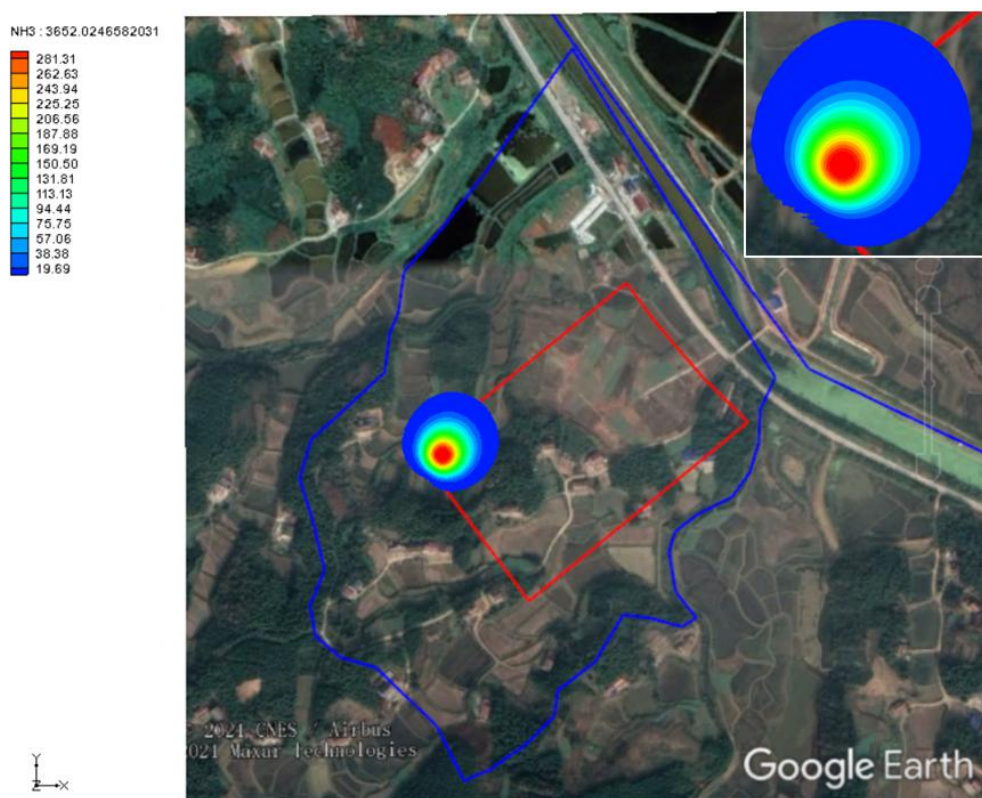 NH3 : 3652.0246582031
281.31
262.63
243.94
225.25
206.56
187.88
169.19
150.50
131.81
113.13
94.44
75.75
57.06
38.38
19.69
2021 CNES / Airbus
2021 Maxar Technologies
Google Earth
Y
Z X